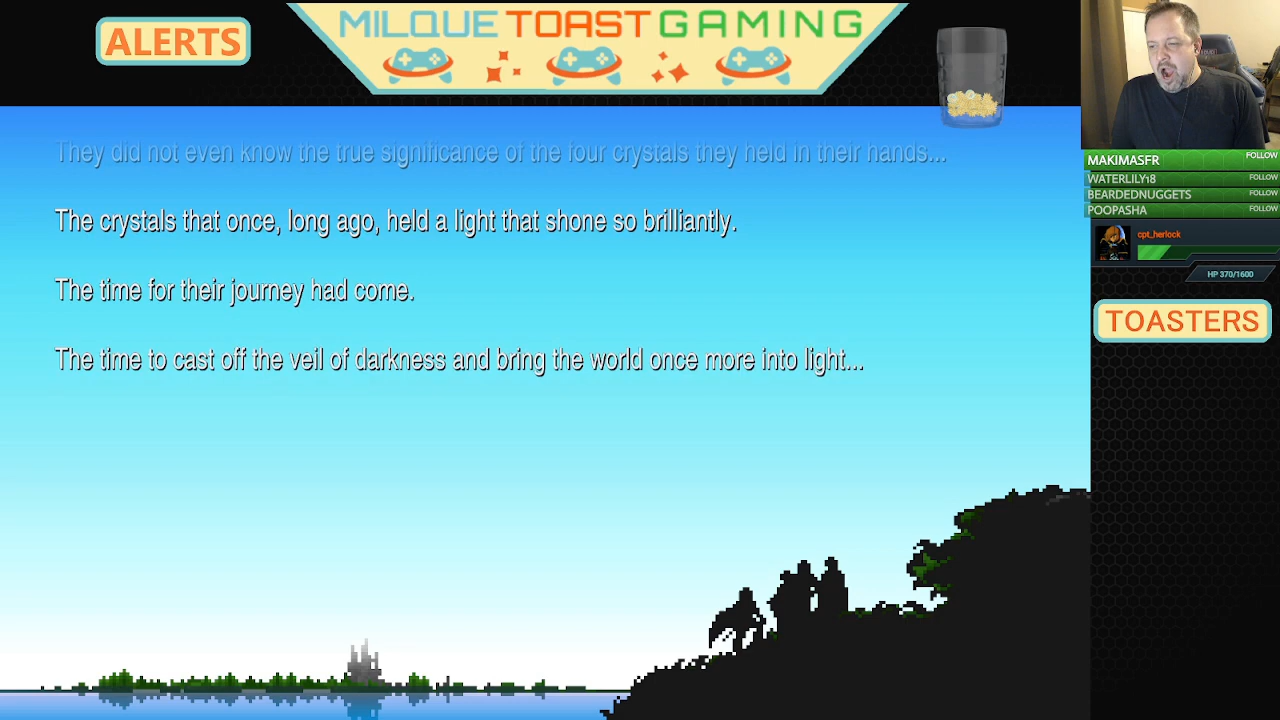 ALERTS
MILQUETOASTGAMING
They did not even know the true significance of the four crystals they held in their hands...
The crystals that once, long ago, held a light that shone so brilliantly.
The time for their journey had come.
The time to cast off the veil of darkness and bring the world once more into light...
MAKIMASFR FOLLOW
WATERLILY18 FOLLOW
BEARDEDNUGGETS FOLLOW
POOPASHA FOLLOW
cpt_herlock
HP 370/1600
TOASTERS